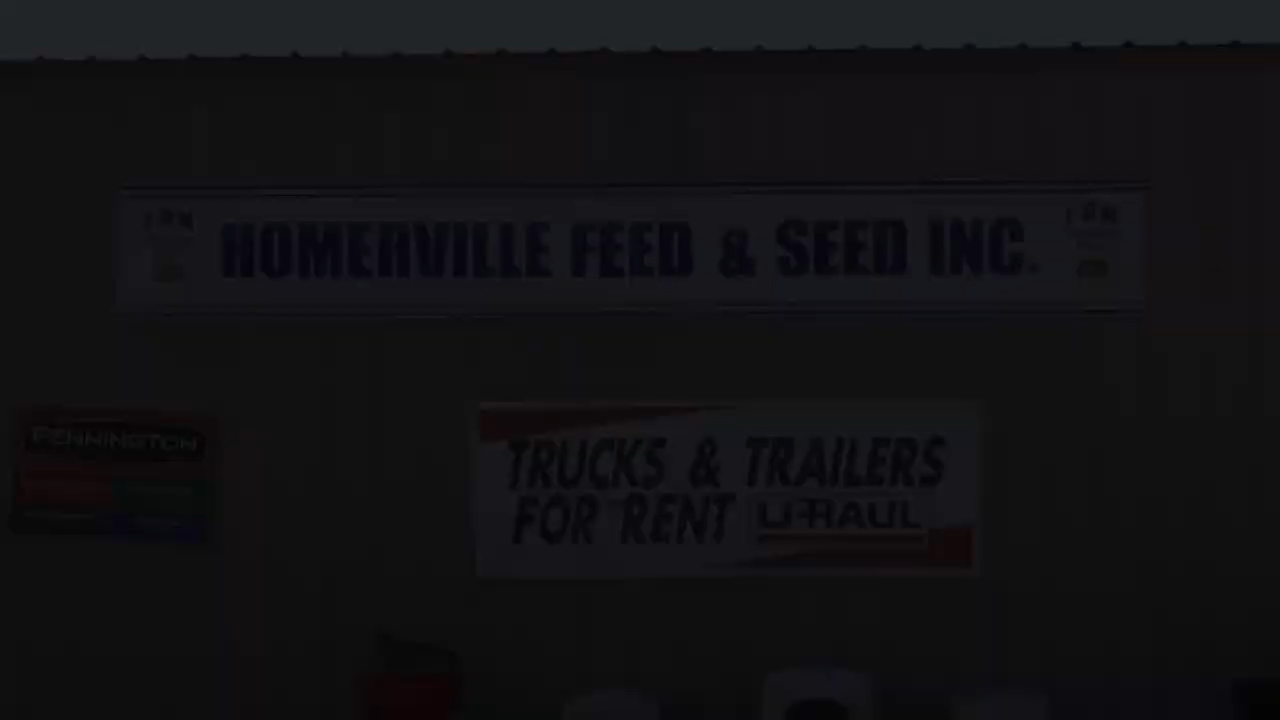 HOMERVILLE FEED & SEED INC.
PENNINGTON
TRUCKS & TRAILERS
FOR RENT U-HAUL